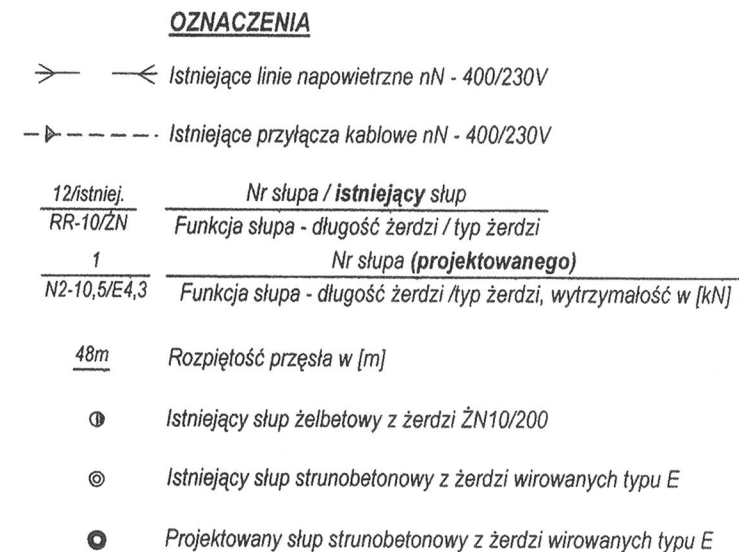 OZNACZENIA
Istniejące linie napowietrzne nN - 400/230V
Istniejące przyłącza kablowe nN - 400/230V
12/istniej. Nr słupa / istniejący słup
RR-10/ŻN Funkcja słupa - długość żerdzi / typ żerdzi
1 Nr słupa (projektowanego)
N2-10,5/E4,3 Funkcja słupa - długość żerdzi /typ żerdzi, wytrzymałość w [kN]
48m Rozpiętość przęsła w [m]
Istniejący słup żelbetowy z żerdzi ŻN10/200
Istniejący słup strunobetonowy z żerdzi wirowanych typu E
Projektowany słup strunobetonowy z żerdzi wirowanych typu E